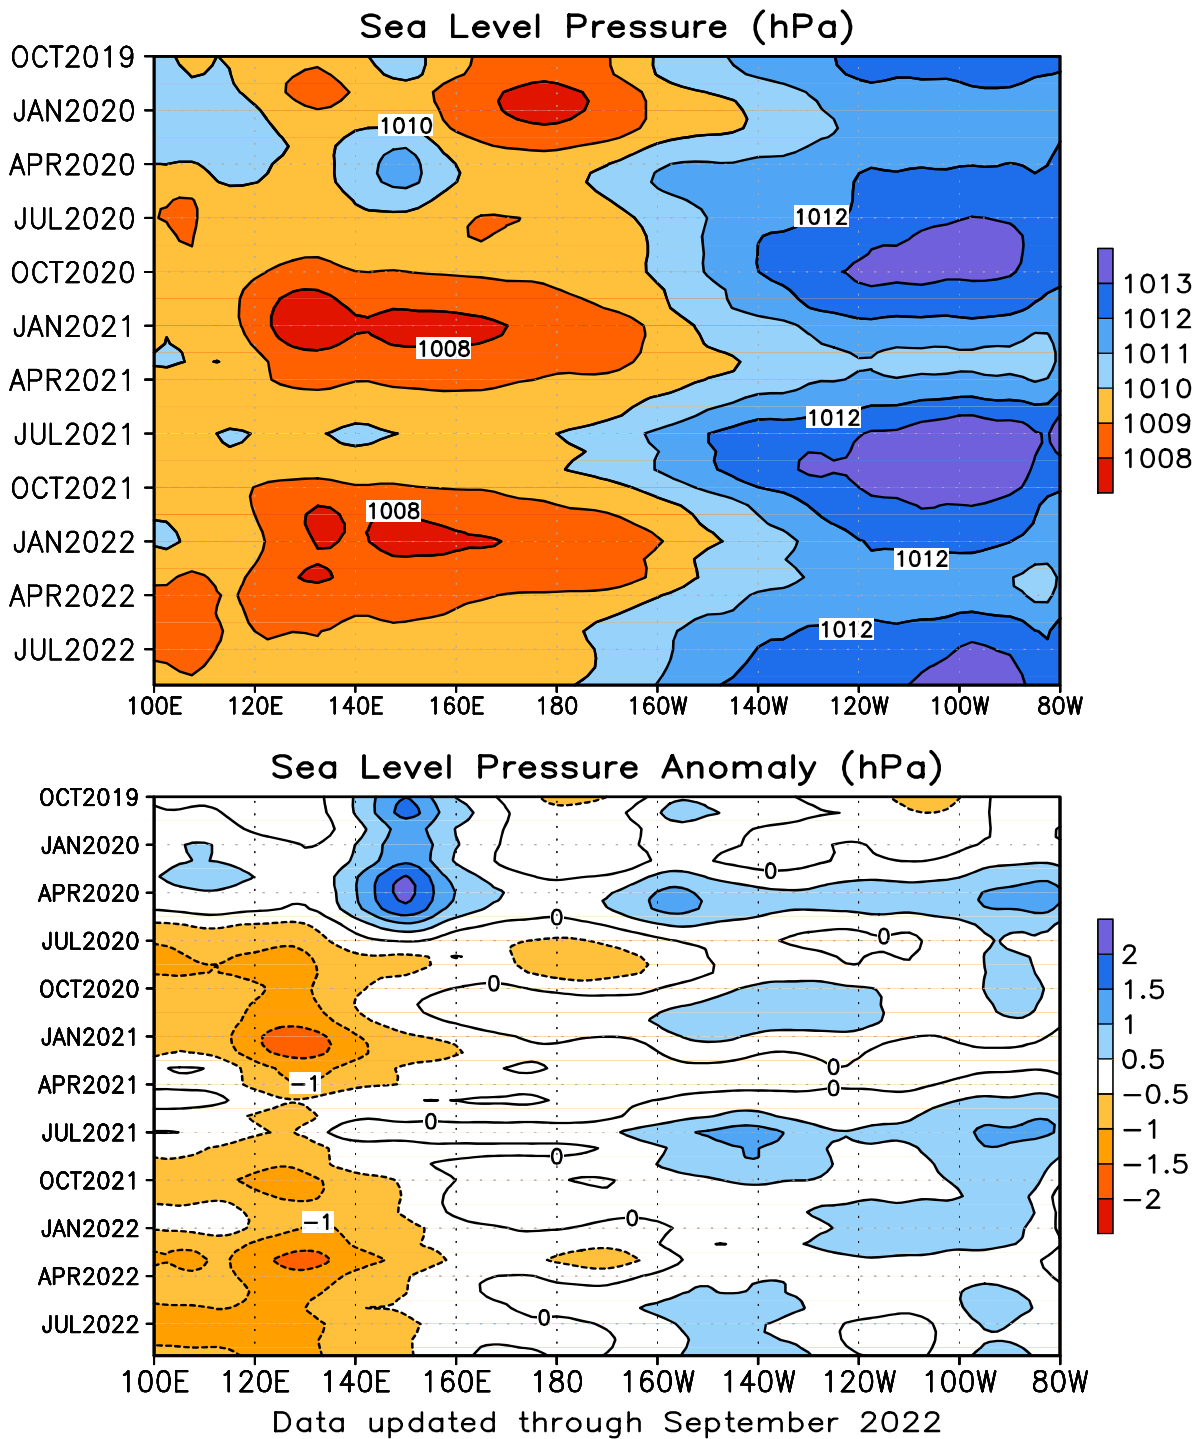 Sea Level Pressure (hPa)
OCT2019
JAN2020
APR2020
JUL2020
OCT2020
JAN2021
APR2021
JUL2021
OCT2021
JAN2022
APR2022
JUL2022
1010
1012
1008
1012
1008
1012
1012
100E 120E 140E 160E 180 160W 140W 120W 100W 80W
1013
1012
1011
1010
1009
1008
Sea Level Pressure Anomaly (hPa)
OCT2019
JAN2020
APR2020
JUL2020
OCT2020
JAN2021
APR2021
JUL2021
OCT2021
JAN2022
APR2022
JUL2022
0
0
0
0
0
-1
0
0
0
-1
0
0
100E 120E 140E 160E 180 160W 140W 120W 100W 80W
2
1.5
1
0.5
-0.5
-1
-1.5
-2
Data updated through September 2022